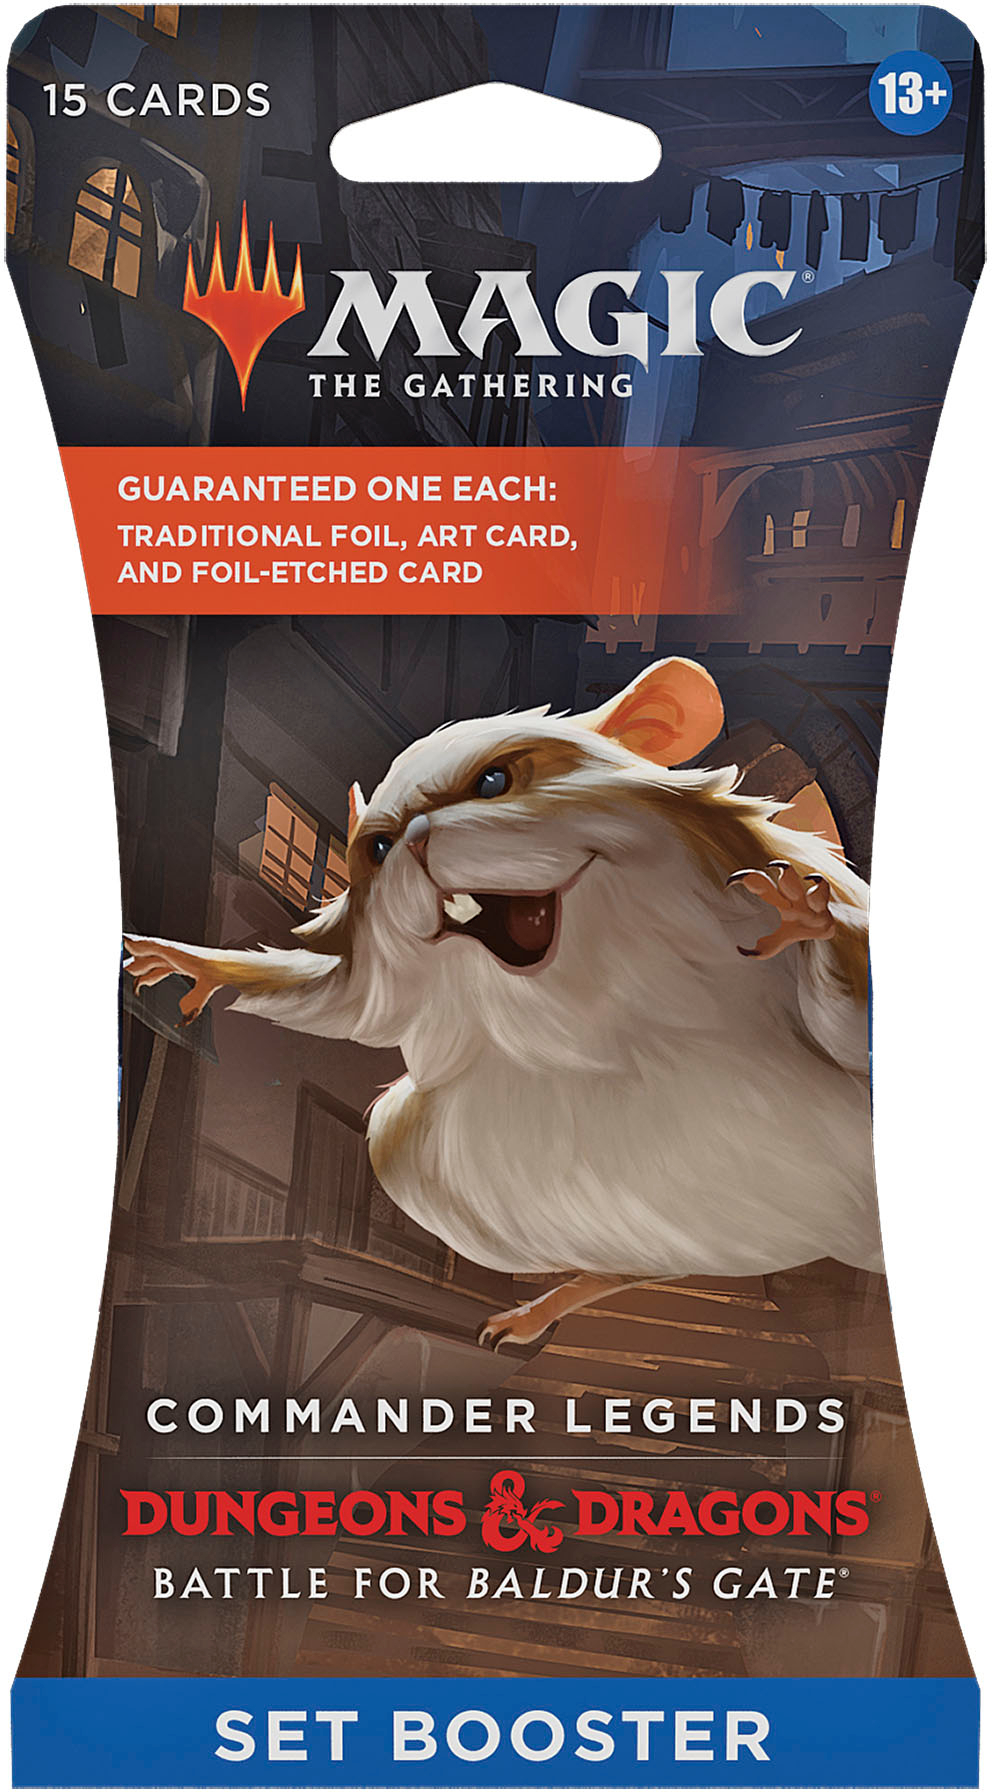 15 CARDS
13+
MAGIC®
THE GATHERING
GUARANTEED ONE EACH:
TRADITIONAL FOIL, ART CARD,
AND FOIL-ETCHED CARD
COMMANDER LEGENDS
DUNGEONS & DRAGONS®
BATTLE FOR BALDUR'S GATE®
SET BOOSTER